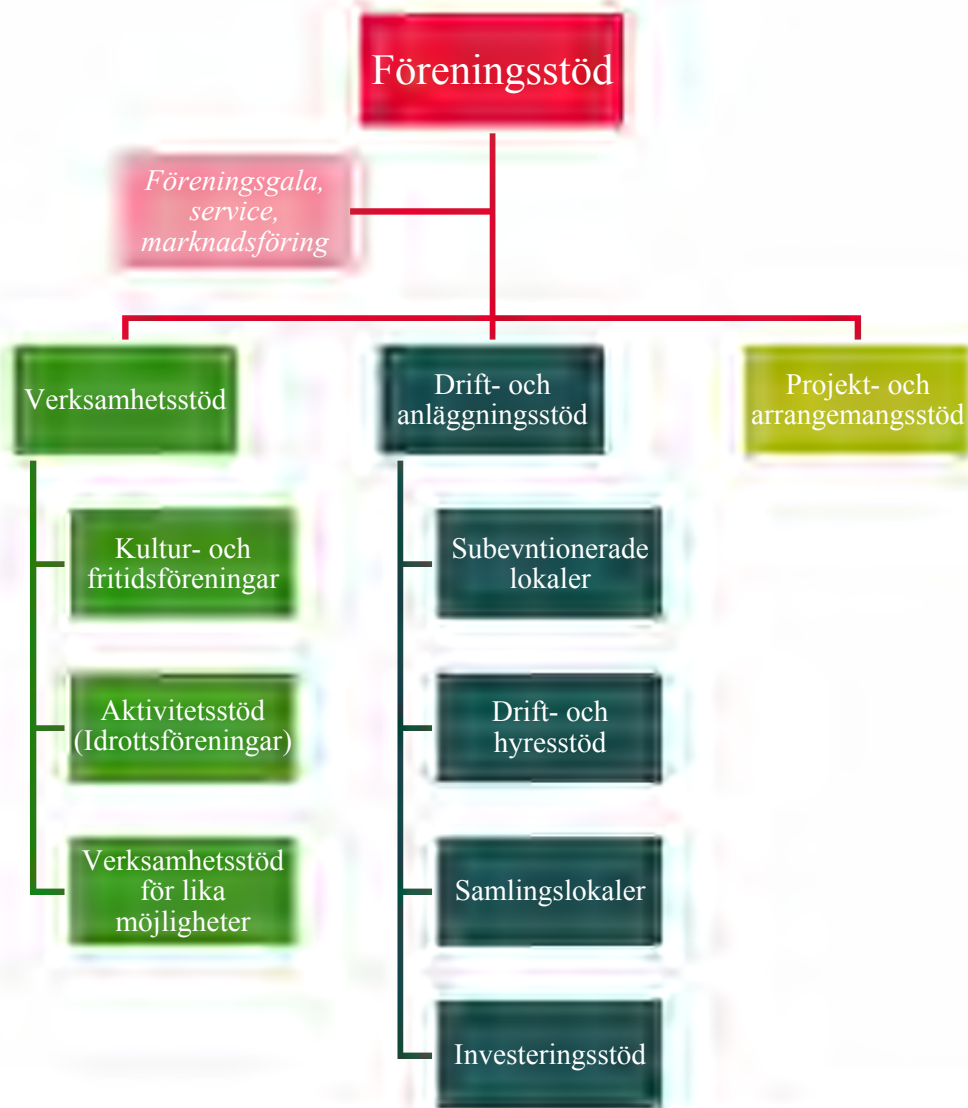 Föreningsstöd
Föreningsgala,
service,
marknadsföring
Verksamhetsstöd
Drift- och
anläggningsstöd
Projekt- och
arrangemangsstöd
Kultur- och
fritidsföreningar
Aktivitetsstöd
(Idrottsföreningar)
Verksamhetsstöd
för lika
möjligheter
Subevntionerade
lokaler
Drift- och
hyresstöd
Samlingslokaler
Investeringsstöd